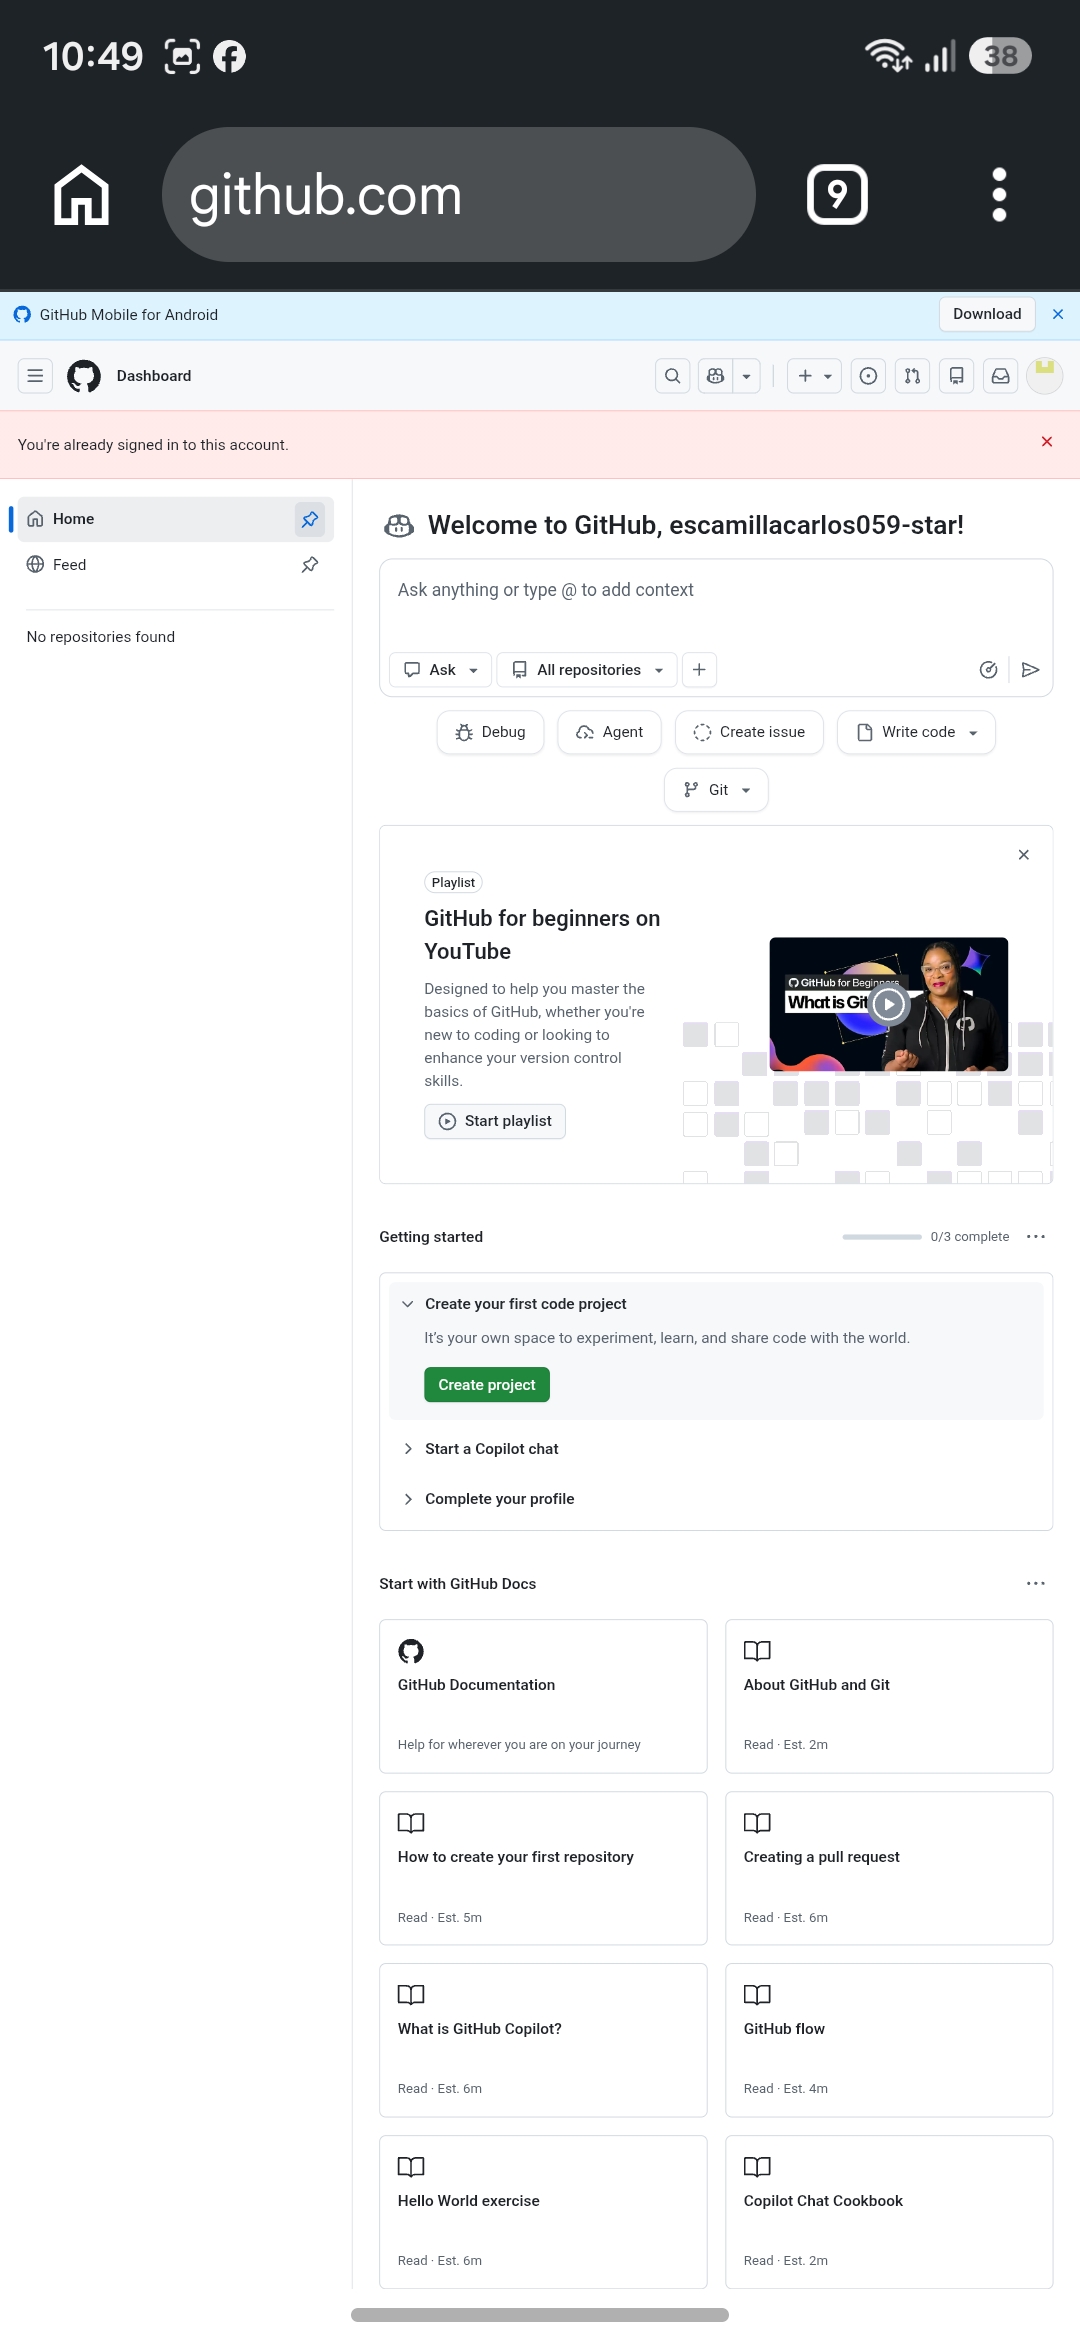 10:49
38
github.com
9
GitHub Mobile for Android
Download
Dashboard
You're already signed in to this account.
Home
Feed
No repositories found
Welcome to GitHub, escamillacarlos059-star!
Ask anything or type @ to add context
Ask
All repositories
Debug
Agent
Create issue
Write code
Git
Playlist
GitHub for beginners on
YouTube
Designed to help you master the
basics of GitHub, whether you're
new to coding or looking to
enhance your version control
skills.
Start playlist
GitHub for Beginners
What is Git
Getting started
0/3 complete
Create your first code project
It's your own space to experiment, learn, and share code with the world.
Create project
Start a Copilot chat
Complete your profile
Start with GitHub Docs
GitHub Documentation
Help for wherever you are on your journey
About GitHub and Git
Read · Est. 2m
How to create your first repository
Read · Est. 5m
Creating a pull request
Read · Est. 6m
What is GitHub Copilot?
Read · Est. 6m
GitHub flow
Read · Est. 4m
Hello World exercise
Read · Est. 6m
Copilot Chat Cookbook
Read · Est. 2m